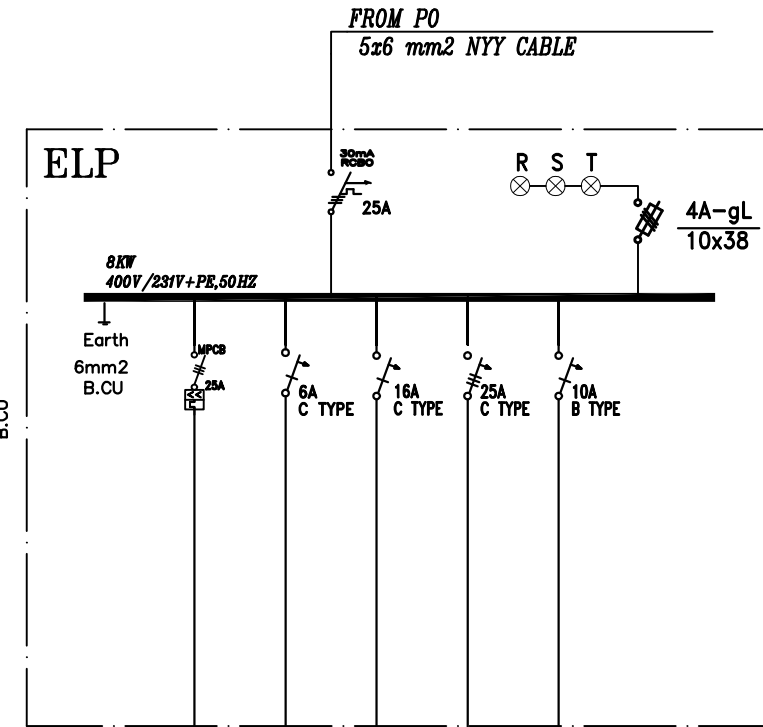 FROM PO
5x6 mm2 NYY CABLE
ELP
30mA
RCBO
25A
R S T
4A-gL
10x38
8KW
400V/231V+PE,50HZ
Earth
6mm2
B.CU
MPCB
25A
6A
C TYPE
16A
C TYPE
25A
C TYPE
10A
B TYPE
B.CU